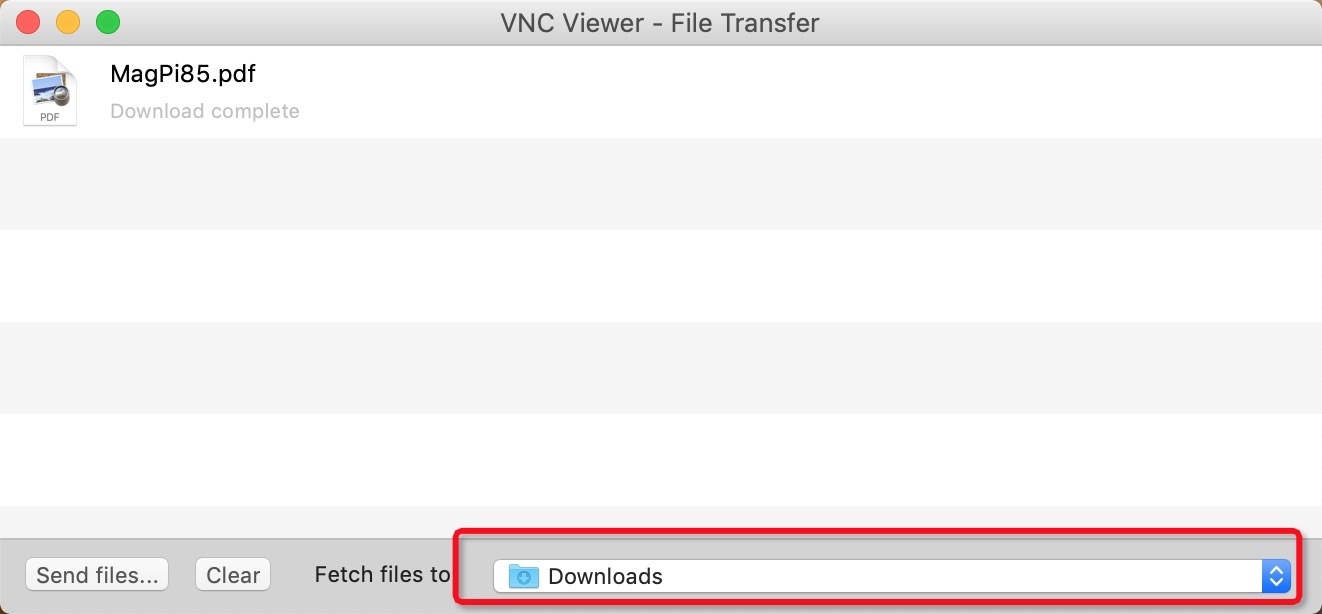 VNC Viewer - File Transfer
MagPi85.pdf
Download complete
PDF
Send files... Clear Fetch files to Downloads